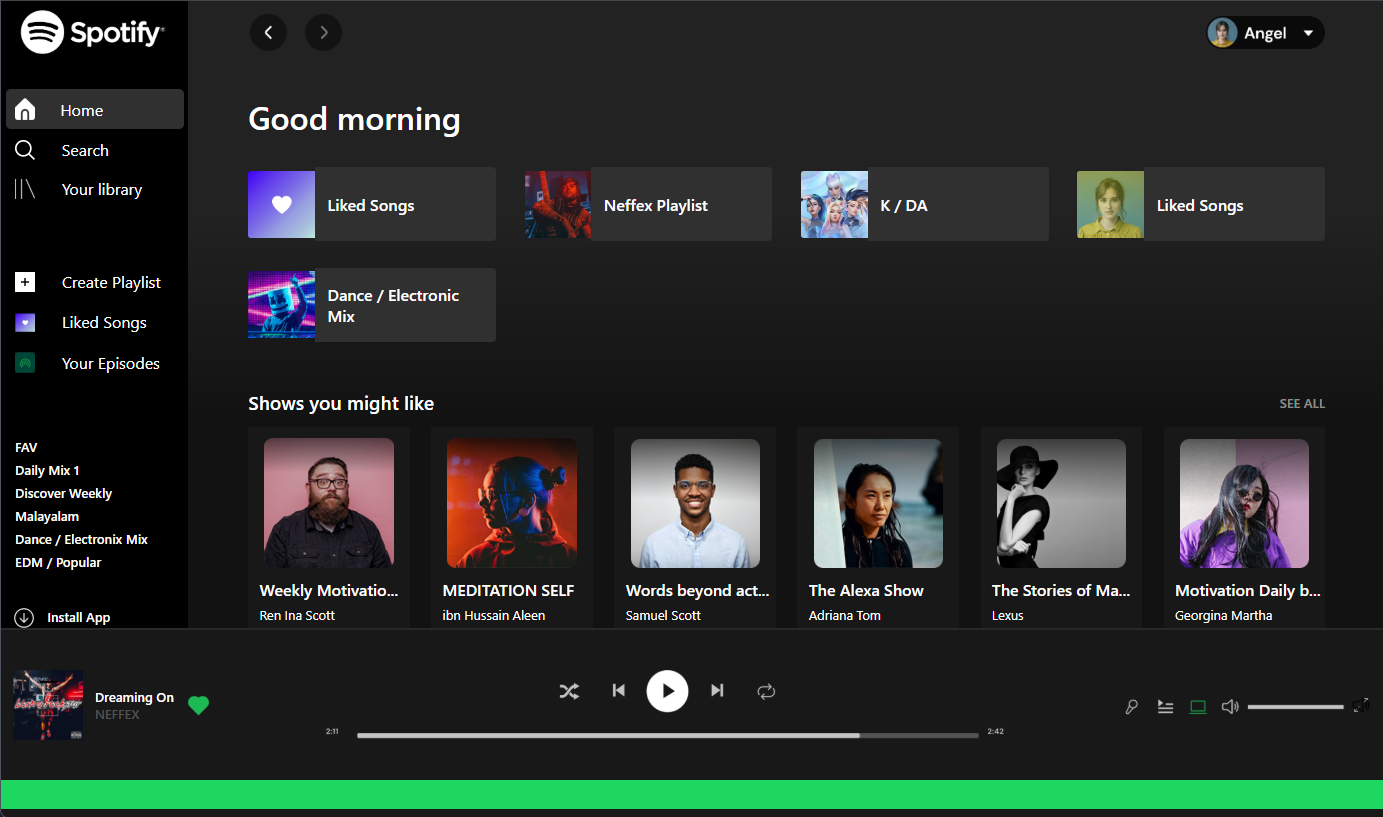 Spotify®
Angel
Home
Search
Your library
Create Playlist
Liked Songs
Your Episodes
FAV
Daily Mix 1
Discover Weekly
Malayalam
Dance / Electronix Mix
EDM / Popular
Install App
Good morning
Liked Songs
Neffex Playlist
K / DA
Liked Songs
Dance / Electronic
Mix
Shows you might like
SEE ALL
Weekly Motivatio...
Ren Ina Scott
MEDITATION SELF
ibn Hussain Aleen
Words beyond act...
Samuel Scott
The Alexa Show
Adriana Tom
The Stories of Ma...
Lexus
Motivation Daily b...
Georgina Martha
Dreaming On
NEFFEX
2:11
2:42